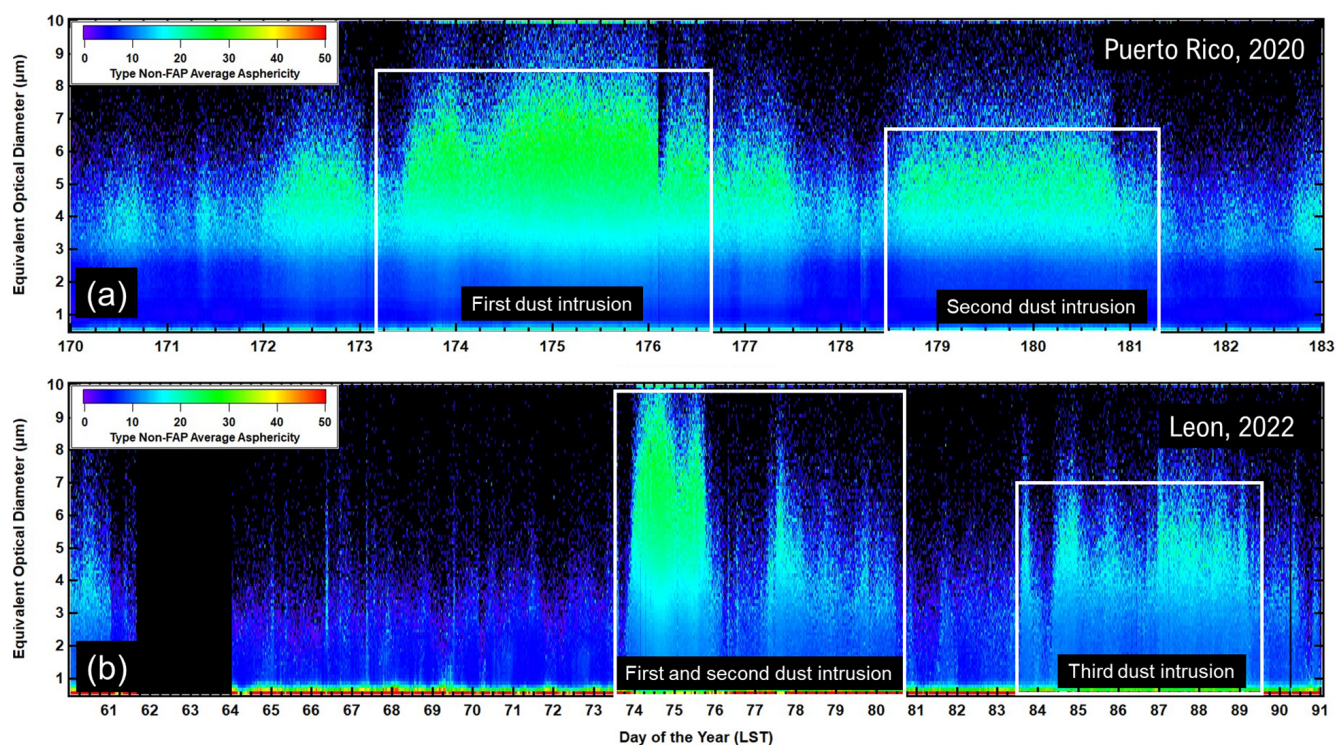 10
9
8
7
6
5
4
3
2
1
Equivalent Optical Diameter (µm)
0 10 20 30 40 50
Type Non-FAP Average Asphericity
Puerto Rico, 2020
(a)
First dust intrusion
Second dust intrusion
170 171 172 173 174 175 176 177 178 179 180 181 182 183
10
9
8
7
6
5
4
3
2
1
Equivalent Optical Diameter (µm)
0 10 20 30 40 50
Type Non-FAP Average Asphericity
Leon, 2022
(b)
First and second dust intrusion
Third dust intrusion
61 62 63 64 65 66 67 68 69 70 71 72 73 74 75 76 77 78 79 80 81 82 83 84 85 86 87 88 89 90 91
Day of the Year (LST)